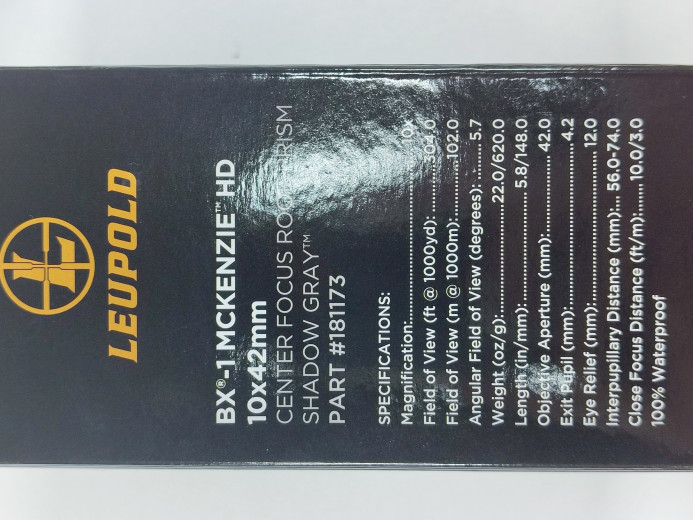 LEUPOLD
BX®-1 MCKENZIE™ HD
10x42mm
CENTER FOCUS ROOF PRISM
SHADOW GRAY™
PART #181173
SPECIFICATIONS:
Magnification:....................10x
Field of View (ft @ 1000yd):....304.0
Field of View (m @ 1000m):....102.0
Angular Field of View (degrees): ......5.7
Weight (oz/g):....................22.0/620.0
Length (in/mm):....................5.8/148.0
Objective Aperture (mm):.............. 42.0
Exit Pupil (mm):.............................. 4.2
Eye Relief (mm):............................12.0
Interpupillary Distance (mm):... 56.0-74.0
Close Focus Distance (ft/m):......10.0/3.0
100% Waterproof